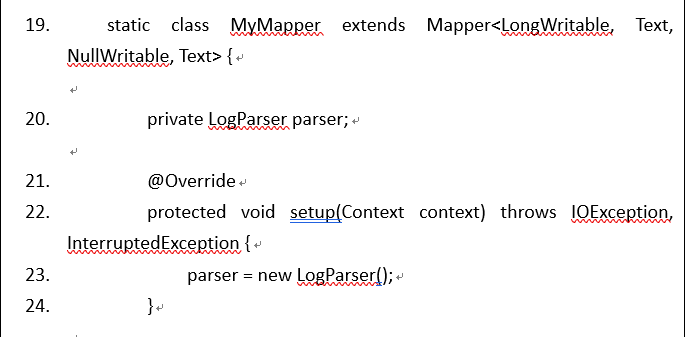 19. static class MyMapper extends Mapper<LongWritable, Text,
NullWritable, Text> {
20. private LogParser parser;
21. @Override
22. protected void setup(Context context) throws IOException,
InterruptedException {
23. parser = new LogParser();
24. }